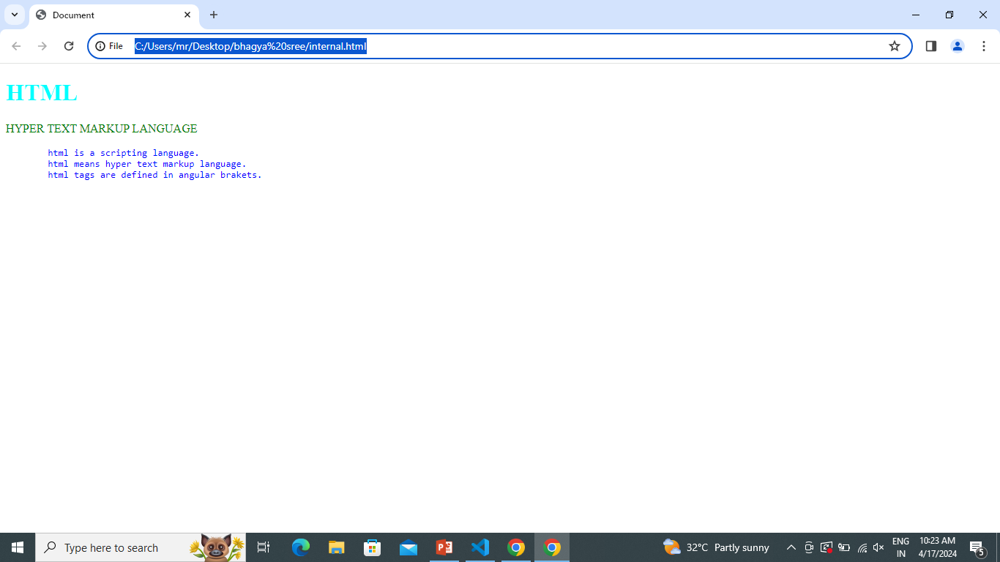 Document
File
C:/Users/mr/Desktop/bhagya%20sree/internal.html
HTML
HYPER TEXT MARKUP LANGUAGE
html is a scripting language.
html means hyper text markup language.
html tags are defined in angular brakets.
Type here to search
32°C Partly sunny
ENG
IN
10:23 AM
4/17/2024
5